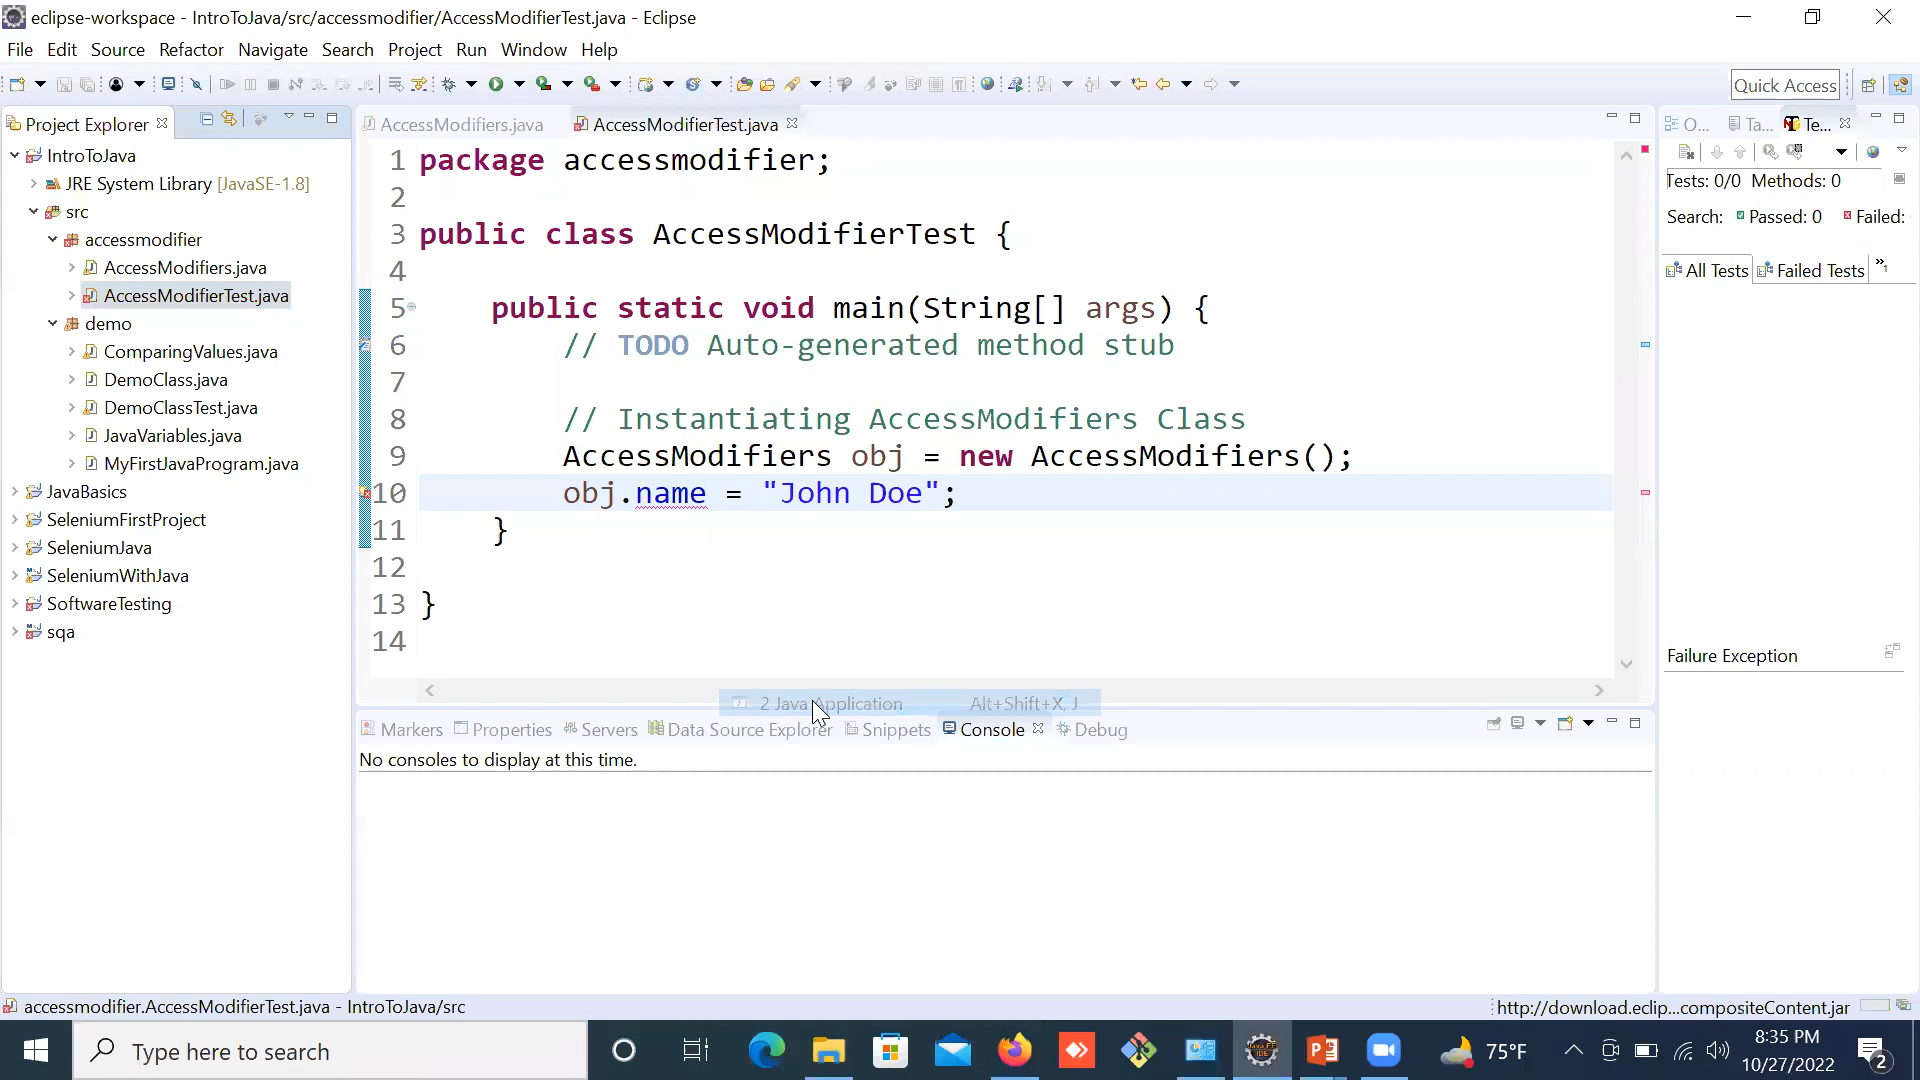 eclipse-workspace - IntroToJava/src/accessmodifier/AccessModifierTest.java - Eclipse
File Edit Source Refactor Navigate Search Project Run Window Help
Quick Access
Project Explorer
IntroToJava
JRE System Library [JavaSE-1.8]
src
accessmodifier
AccessModifiers.java
AccessModifierTest.java
demo
ComparingValues.java
DemoClass.java
DemoClassTest.java
JavaVariables.java
MyFirstJavaProgram.java
JavaBasics
SeleniumFirstProject
SeleniumJava
SeleniumWithJava
SoftwareTesting
sqa
AccessModifiers.java AccessModifierTest.java
1 package accessmodifier;
2
3 public class AccessModifierTest {
4
5 public static void main(String[] args) {
6 // TODO Auto-generated method stub
7
8 // Instantiating AccessModifiers Class
9 AccessModifiers obj = new AccessModifiers();
10 obj.name = "John Doe";
11 }
12
13 }
14
2 Java Application Alt+Shift+X, J
Markers Properties Servers Data Source Explorer Snippets Console Debug
No consoles to display at this time.
O... Ta... Te...
Tests: 0/0 Methods: 0
Search: Passed: 0 Failed:
All Tests Failed Tests »1
Failure Exception
accessmodifier.AccessModifierTest.java - IntroToJava/src
http://download.eclip...compositeContent.jar
Type here to search
75°F
8:35 PM
10/27/2022
2